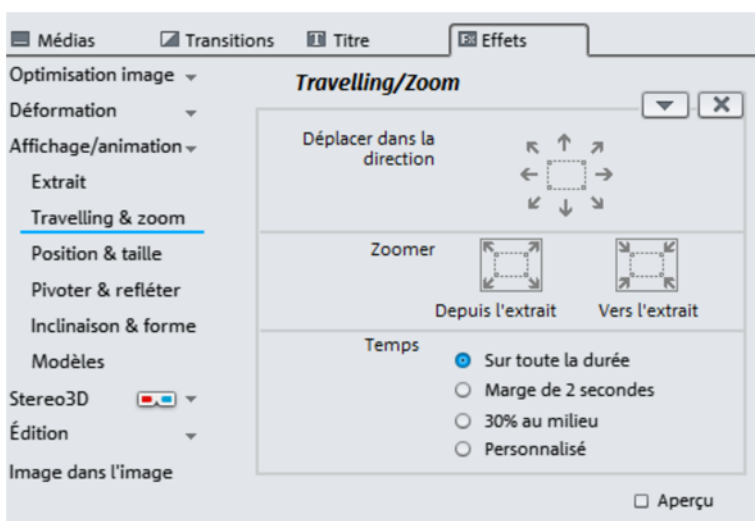 Médias
Transitions
Titre
Effets
Optimisation image
Déformation
Affichage/animation
Extrait
Travelling & zoom
Position & taille
Pivoter & refléter
Inclinaison & forme
Modèles
Stereo3D
Édition
Image dans l'image
Travelling/Zoom
Déplacer dans la
direction
Zoomer
Depuis l'extrait
Vers l'extrait
Temps
Sur toute la durée
Marge de 2 secondes
30% au milieu
Personnalisé
Aperçu